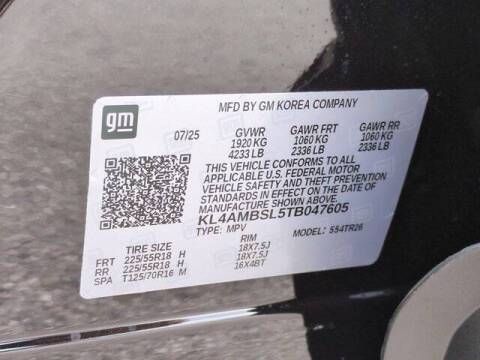 gm
MFD BY GM KOREA COMPANY
07/25 GVWR GAWR FRT GAWR RR
1920 KG 1060 KG 1060 KG
4233 LB 2336 LB 2336 LB
THIS VEHICLE CONFORMS TO ALL
APPLICABLE U.S. FEDERAL MOTOR
VEHICLE SAFETY AND THEFT PREVENTION
STANDARDS IN EFFECT ON THE DATE OF
MANUFACTURE SHOWN ABOVE.
KL4AMBSL5TB047605
TYPE: MPV MODEL: 5S4TR26
TIRE SIZE RIM
FRT 225/55R18 H 18X7.5J
RR 225/55R18 H 18X7.5J
SPA T125/70R16 M 16X4BT